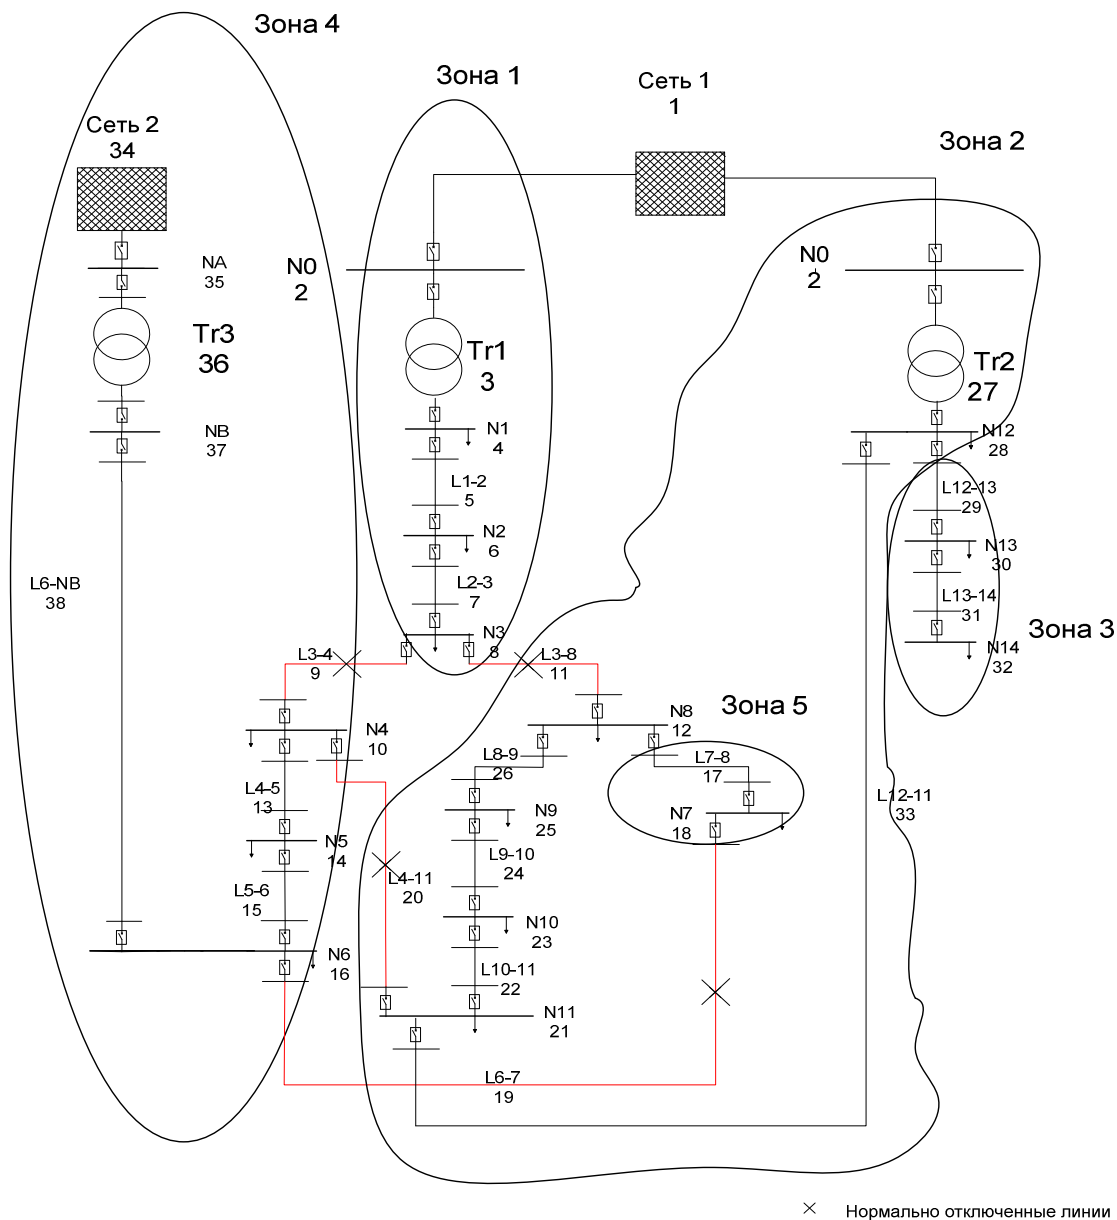 Зона 4
Зона 1
Сеть 1
1
Зона 2
Сеть 2
34
NA
35
N0
2
N0
2
Tr3
36
Tr1
3
Tr2
27
NB
37
N1
4
N12
28
L1-2
5
L12-13
29
N2
6
N13
30
L6-NB
38
L2-3
7
L13-14
31
Зона 3
N3
8
N14
32
L3-4
9
L3-8
11
N4
10
N8
12
Зона 5
L8-9
26
L7-8
17
L4-5
13
N9
25
N7
18
L12-11
33
N5
14
L9-10
24
L4-11
20
L5-6
15
N10
23
N6
16
L10-11
22
N11
21
L6-7
19
Нормально отключенные линии